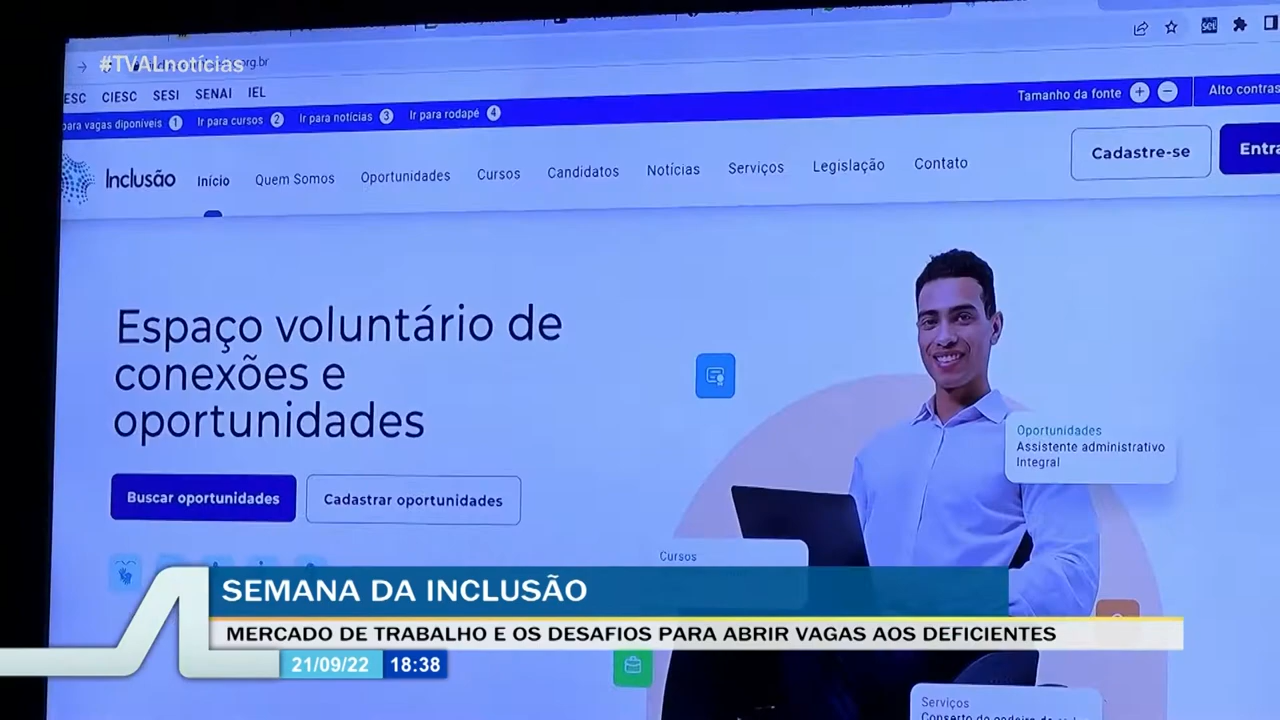 #TVALnotícias
org.br
ESC CIESC SESI SENAI IEL
para vagas diponíveis 1 Ir para cursos 2 Ir para notícias 3 Ir para rodapé 4 Tamanho da fonte + − Alto contras
Inclusão Início Quem Somos Oportunidades Cursos Candidatos Notícias Serviços Legislação Contato Cadastre-se Entra
Espaço voluntário de
conexões e
oportunidades
Buscar oportunidades Cadastrar oportunidades
Oportunidades
Assistente administrativo
Integral
Cursos
SEMANA DA INCLUSÃO
MERCADO DE TRABALHO E OS DESAFIOS PARA ABRIR VAGAS AOS DEFICIENTES
21/09/22 18:38
Serviços